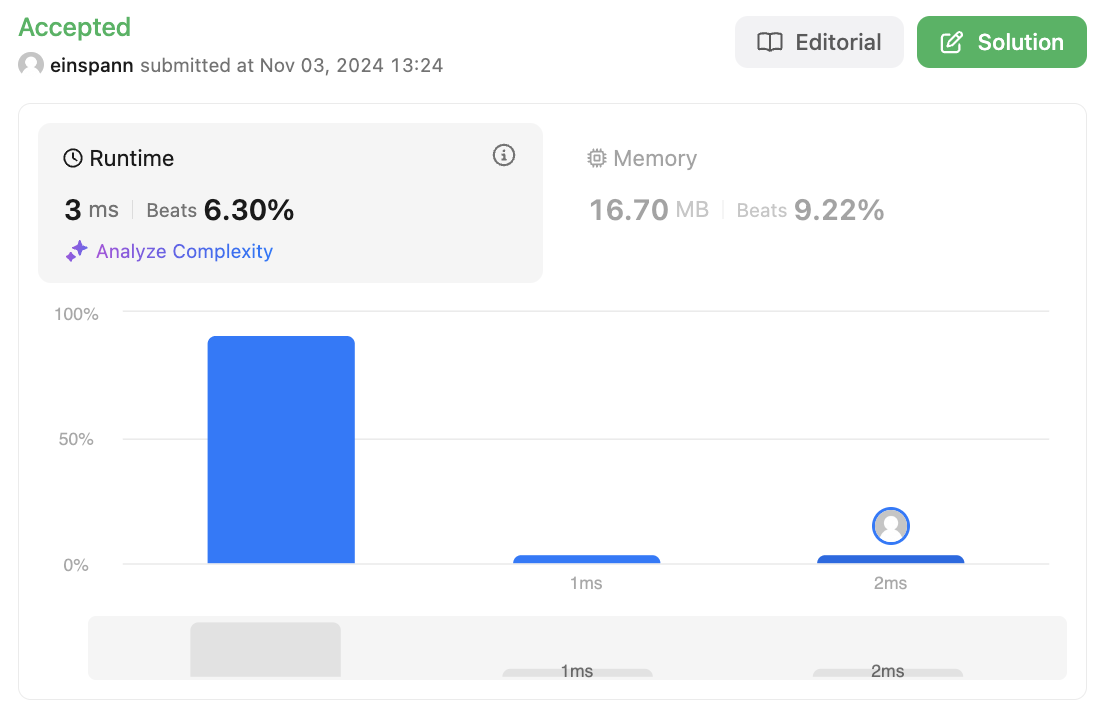 Accepted
einspann submitted at Nov 03, 2024 13:24
Editorial
Solution
Runtime
3 ms Beats 6.30%
Analyze Complexity
Memory
16.70 MB Beats 9.22%
100%
50%
0%
1ms
2ms
1ms
2ms